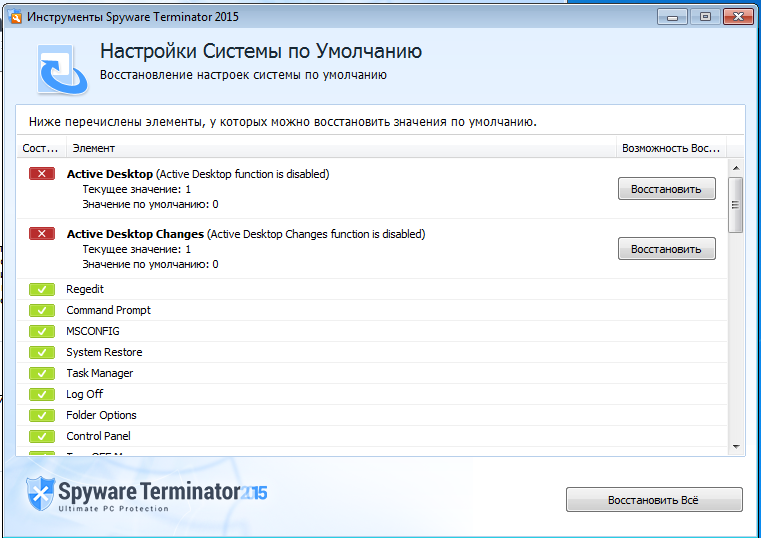 Инструменты Spyware Terminator 2015
Настройки Системы по Умолчанию
Восстановление настроек системы по умолчанию
Ниже перечислены элементы, у которых можно восстановить значения по умолчанию.
Сост... Элемент Возможность Вос...
Active Desktop (Active Desktop function is disabled)
Текущее значение: 1
Значение по умолчанию: 0
Восстановить
Active Desktop Changes (Active Desktop Changes function is disabled)
Текущее значение: 1
Значение по умолчанию: 0
Восстановить
Regedit
Command Prompt
MSCONFIG
System Restore
Task Manager
Log Off
Folder Options
Control Panel
Spyware Terminator 2015
Ultimate PC Protection
Восстановить Всё